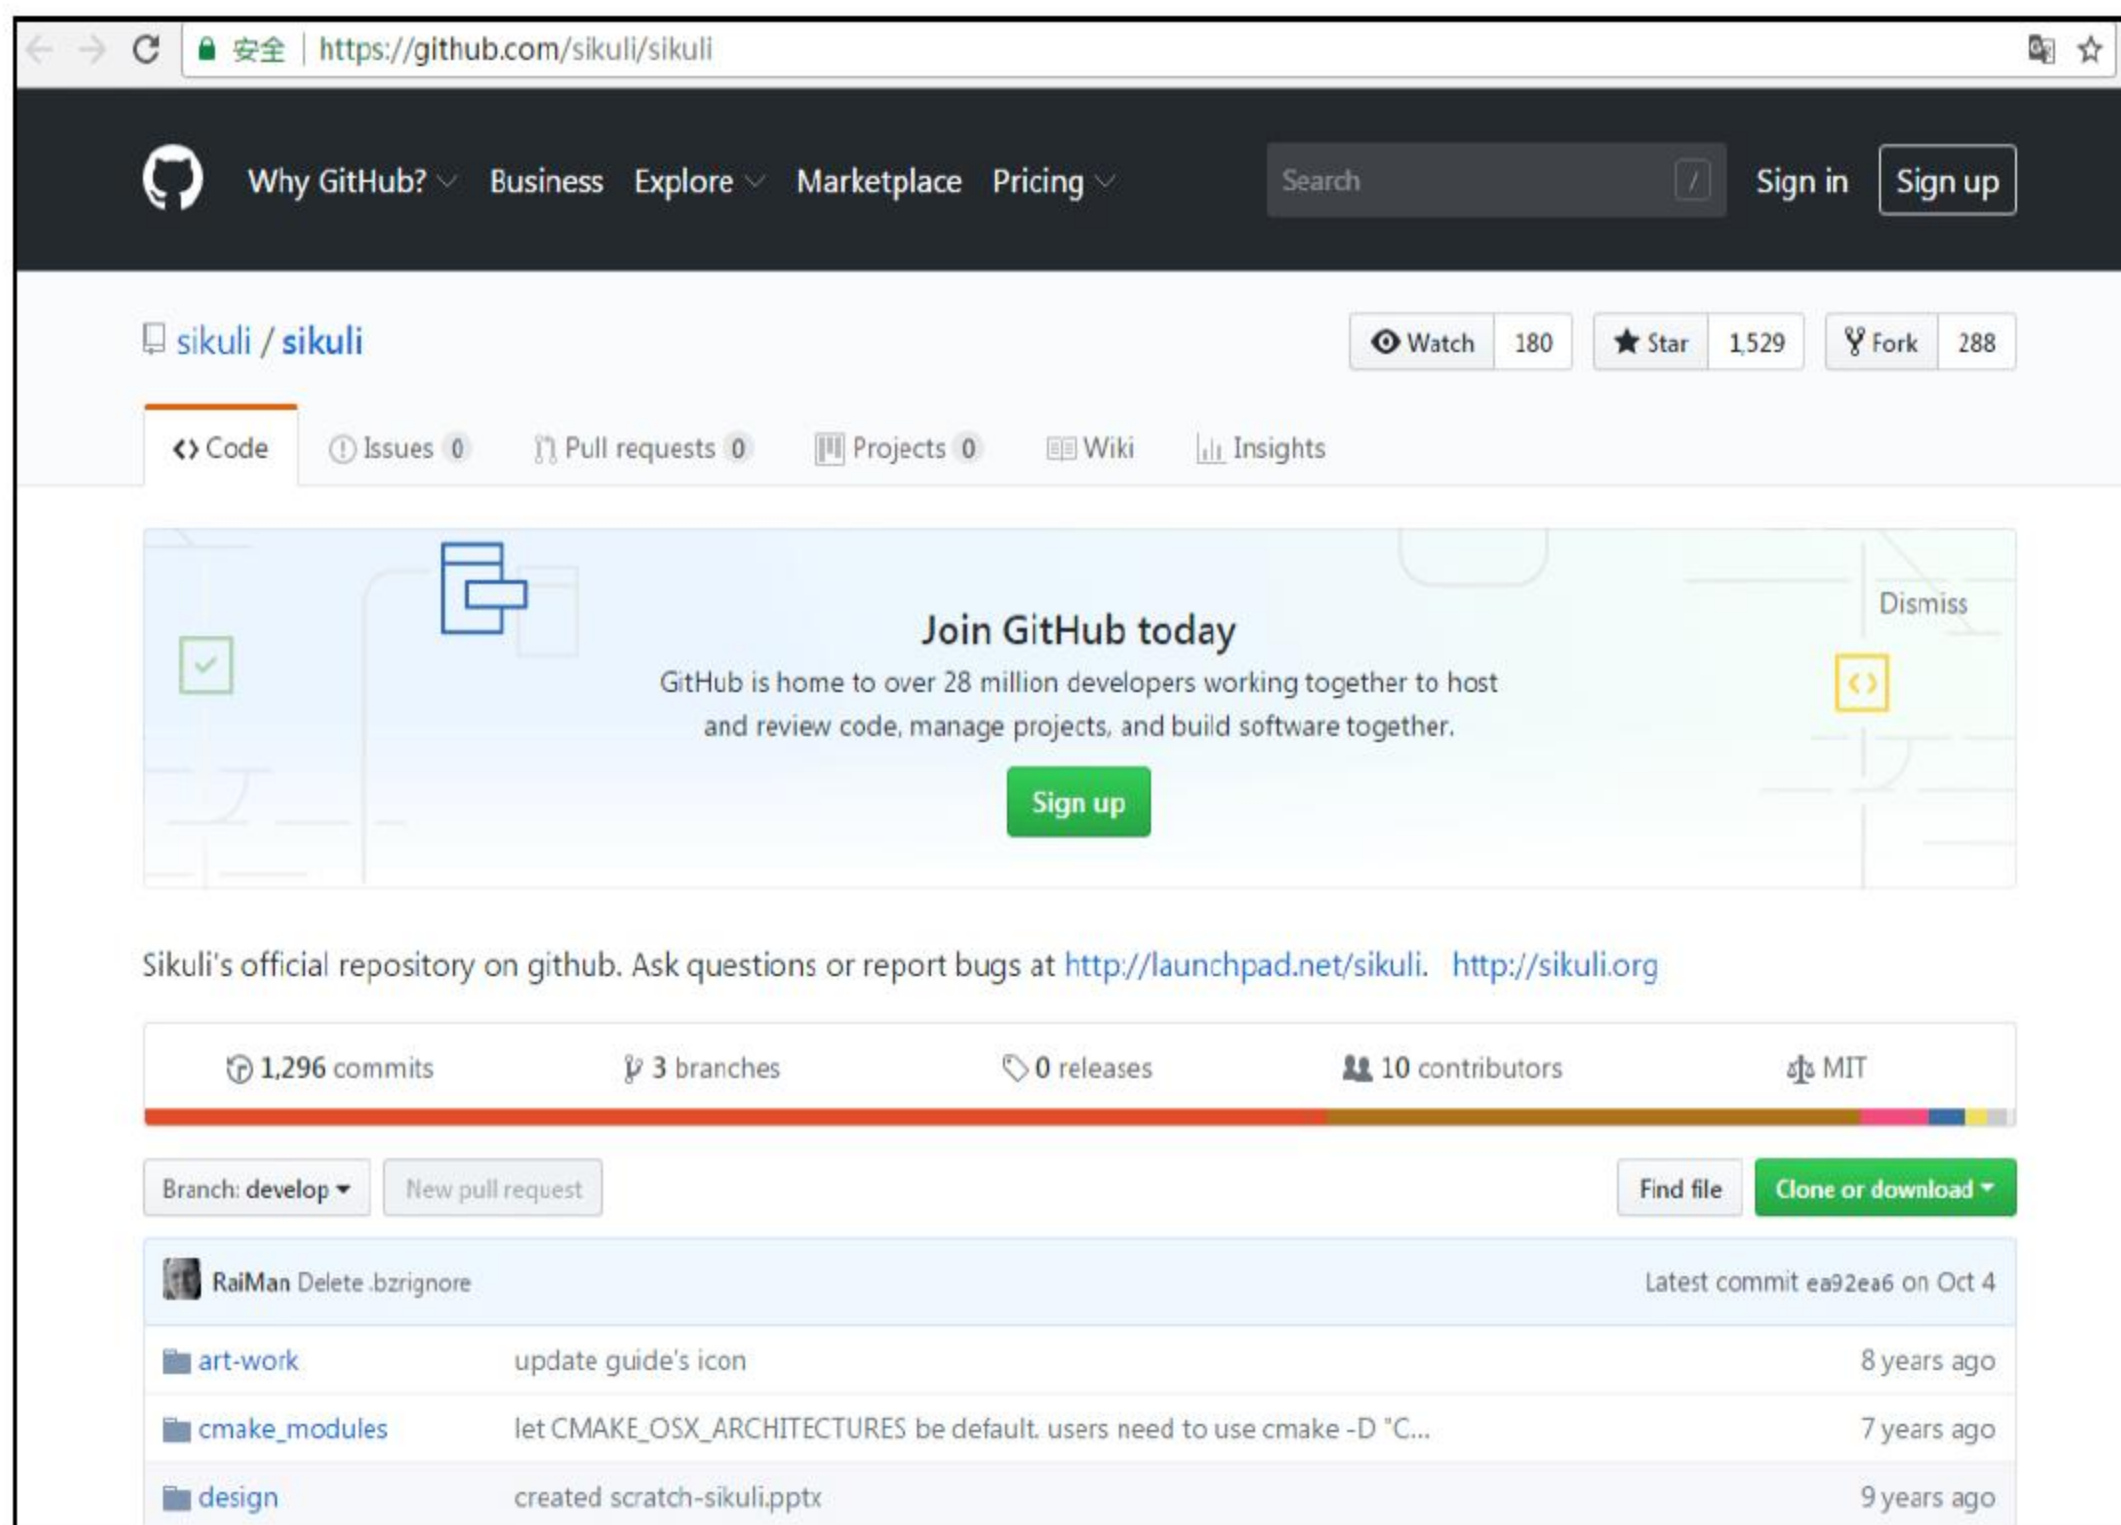 安全 https://github.com/sikuli/sikuli
Why GitHub? Business Explore Marketplace Pricing Search / Sign in Sign up
sikuli / sikuli Watch 180 Star 1,529 Fork 288
Code Issues 0 Pull requests 0 Projects 0 Wiki Insights
Dismiss
Join GitHub today
GitHub is home to over 28 million developers working together to host
and review code, manage projects, and build software together.
Sign up
Sikuli's official repository on github. Ask questions or report bugs at http://launchpad.net/sikuli. http://sikuli.org
1,296 commits 3 branches 0 releases 10 contributors MIT
Branch: develop New pull request Find file Clone or download
RaiMan Delete .bzrignore Latest commit ea92ea6 on Oct 4
art-work update guide's icon 8 years ago
cmake_modules let CMAKE_OSX_ARCHITECTURES be default. users need to use cmake -D "C... 7 years ago
design created scratch-sikuli.pptx 9 years ago